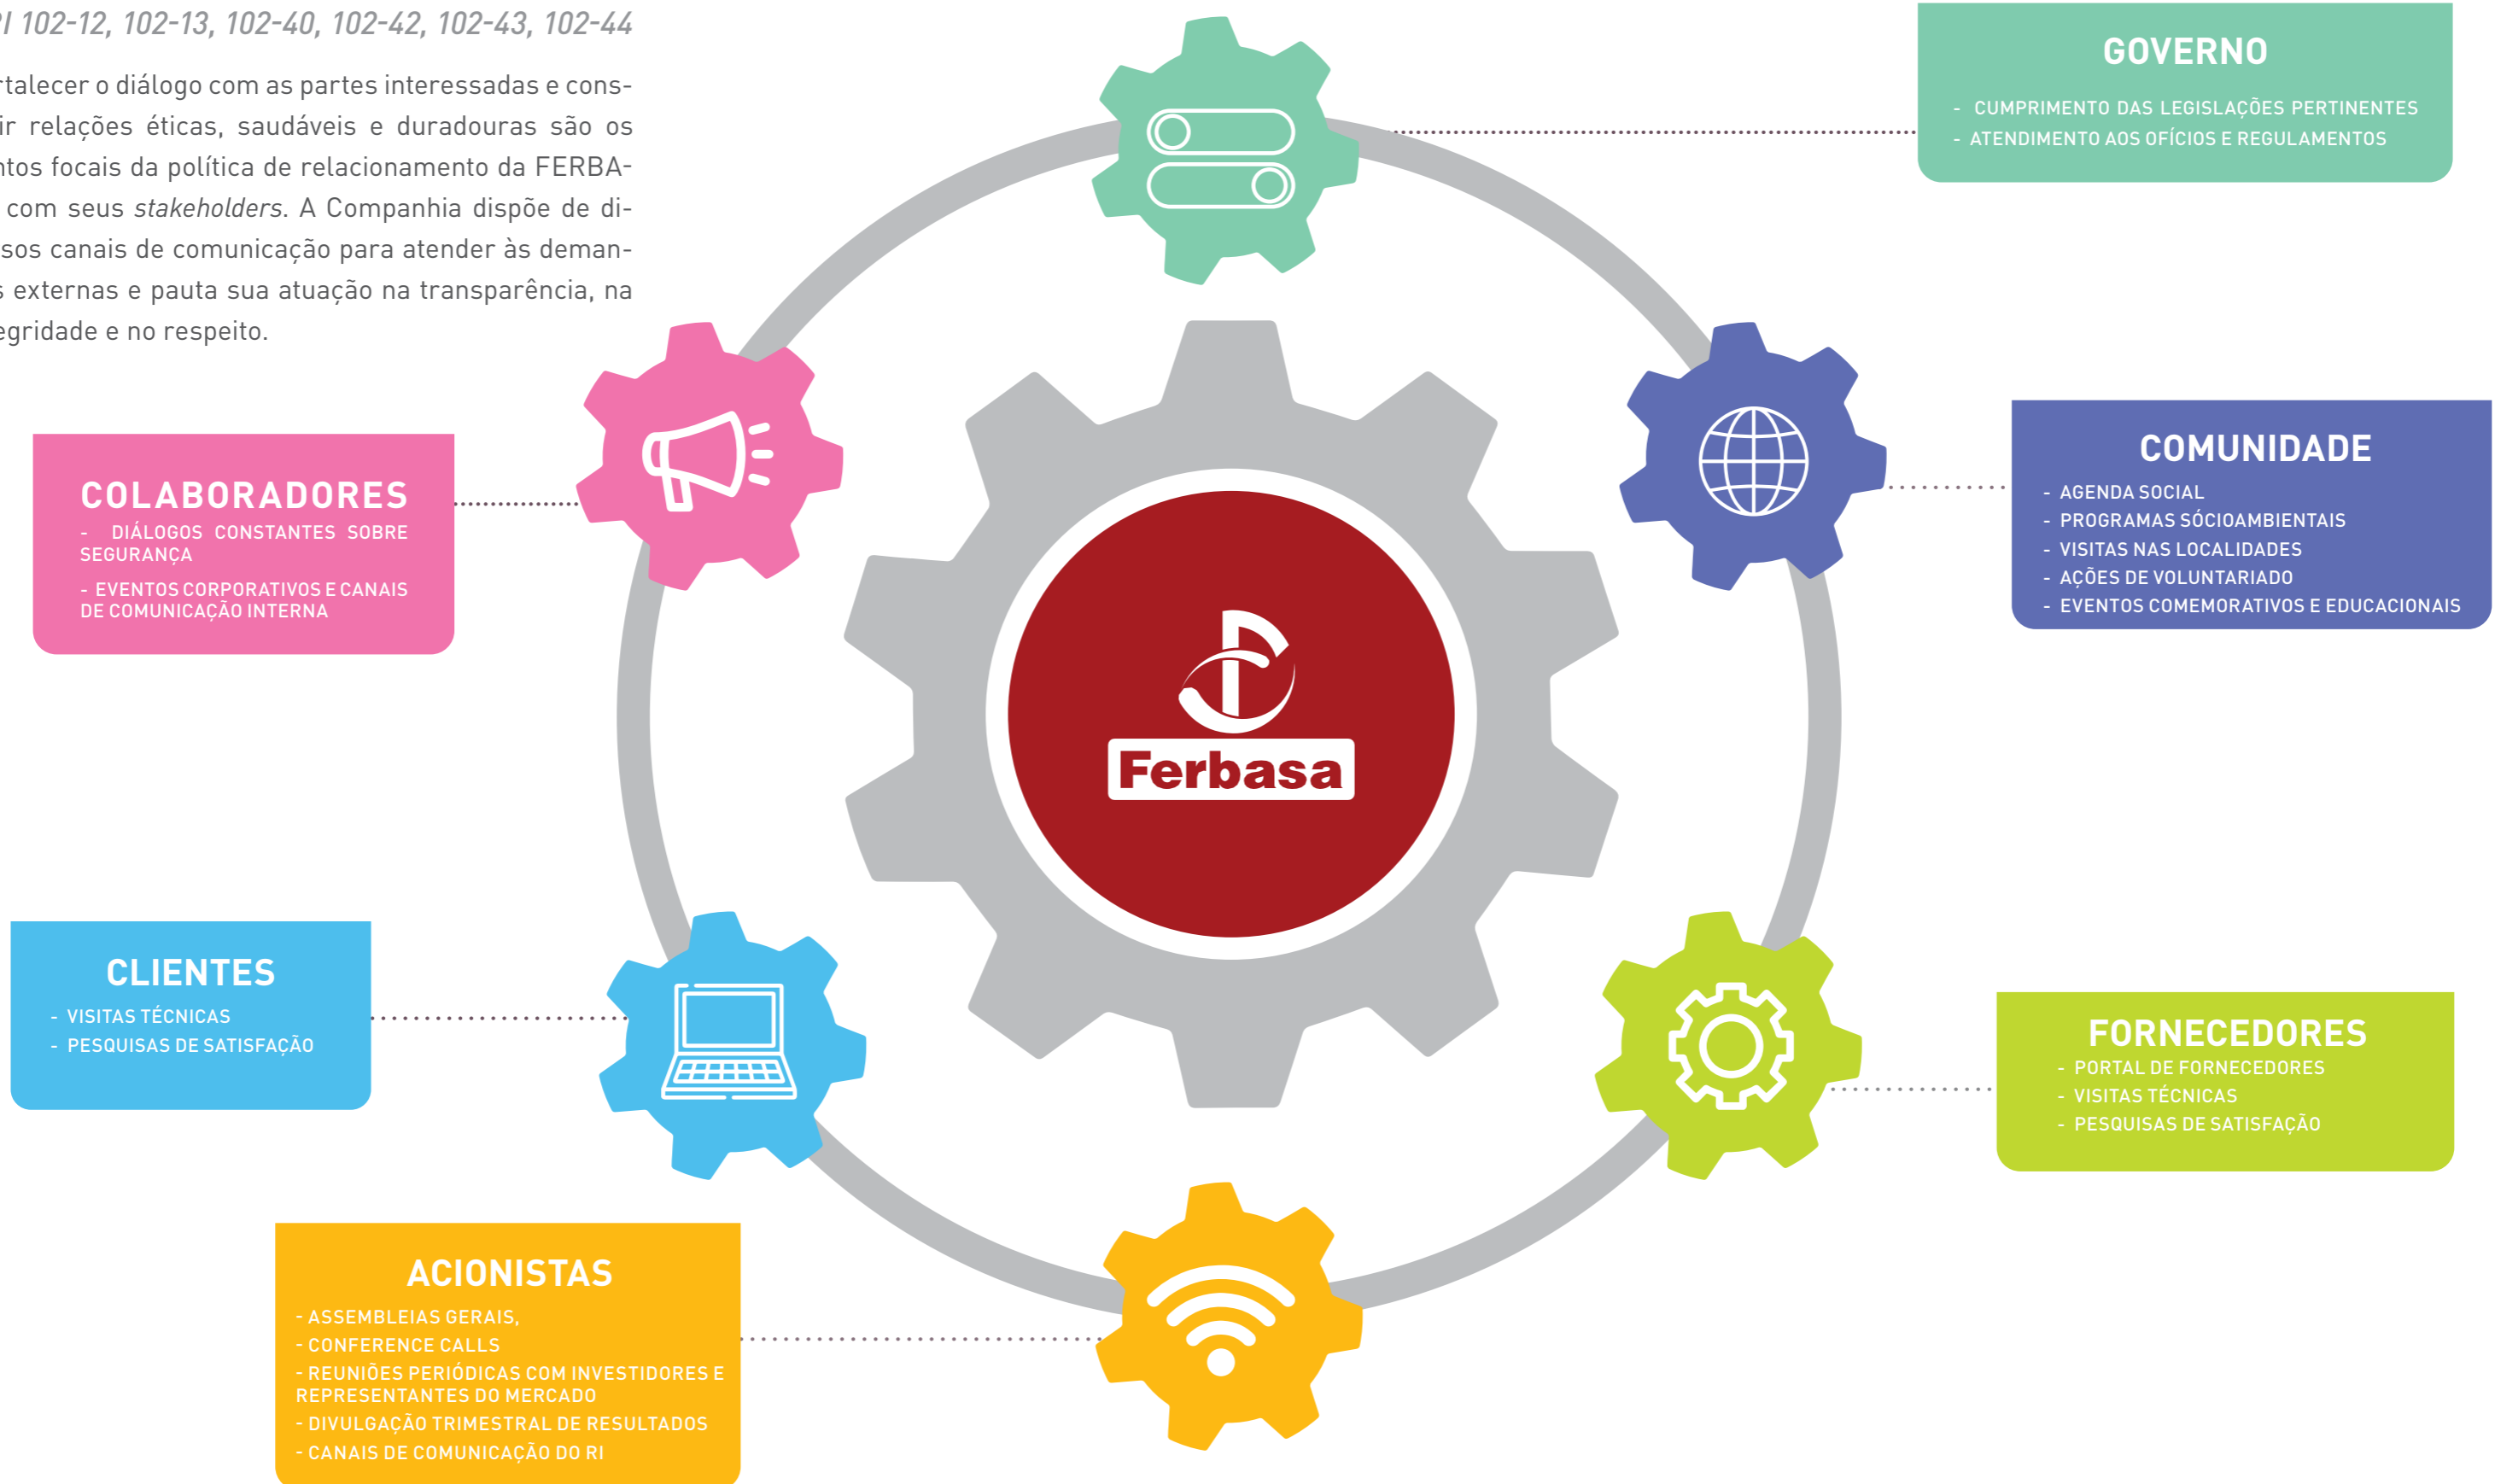 I 102-12, 102-13, 102-40, 102-42, 102-43, 102-44
rtalecer o diálogo com as partes interessadas e cons-
ir relações éticas, saudáveis e duradouras são os
ntos focais da política de relacionamento da FERBA-
com seus stakeholders. A Companhia dispõe de di-
sos canais de comunicação para atender às deman-
s externas e pauta sua atuação na transparência, na
egridade e no respeito.
GOVERNO
- CUMPRIMENTO DAS LEGISLAÇÕES PERTINENTES
- ATENDIMENTO AOS OFÍCIOS E REGULAMENTOS
COLABORADORES
- DIÁLOGOS CONSTANTES SOBRE
SEGURANÇA
- EVENTOS CORPORATIVOS E CANAIS
DE COMUNICAÇÃO INTERNA
COMUNIDADE
- AGENDA SOCIAL
- PROGRAMAS SÓCIOAMBIENTAIS
- VISITAS NAS LOCALIDADES
- AÇÕES DE VOLUNTARIADO
- EVENTOS COMEMORATIVOS E EDUCACIONAIS
Ferbasa
CLIENTES
- VISITAS TÉCNICAS
- PESQUISAS DE SATISFAÇÃO
FORNECEDORES
- PORTAL DE FORNECEDORES
- VISITAS TÉCNICAS
- PESQUISAS DE SATISFAÇÃO
ACIONISTAS
- ASSEMBLEIAS GERAIS,
- CONFERENCE CALLS
- REUNIÕES PERIÓDICAS COM INVESTIDORES E
REPRESENTANTES DO MERCADO
- DIVULGAÇÃO TRIMESTRAL DE RESULTADOS
- CANAIS DE COMUNICAÇÃO DO RI